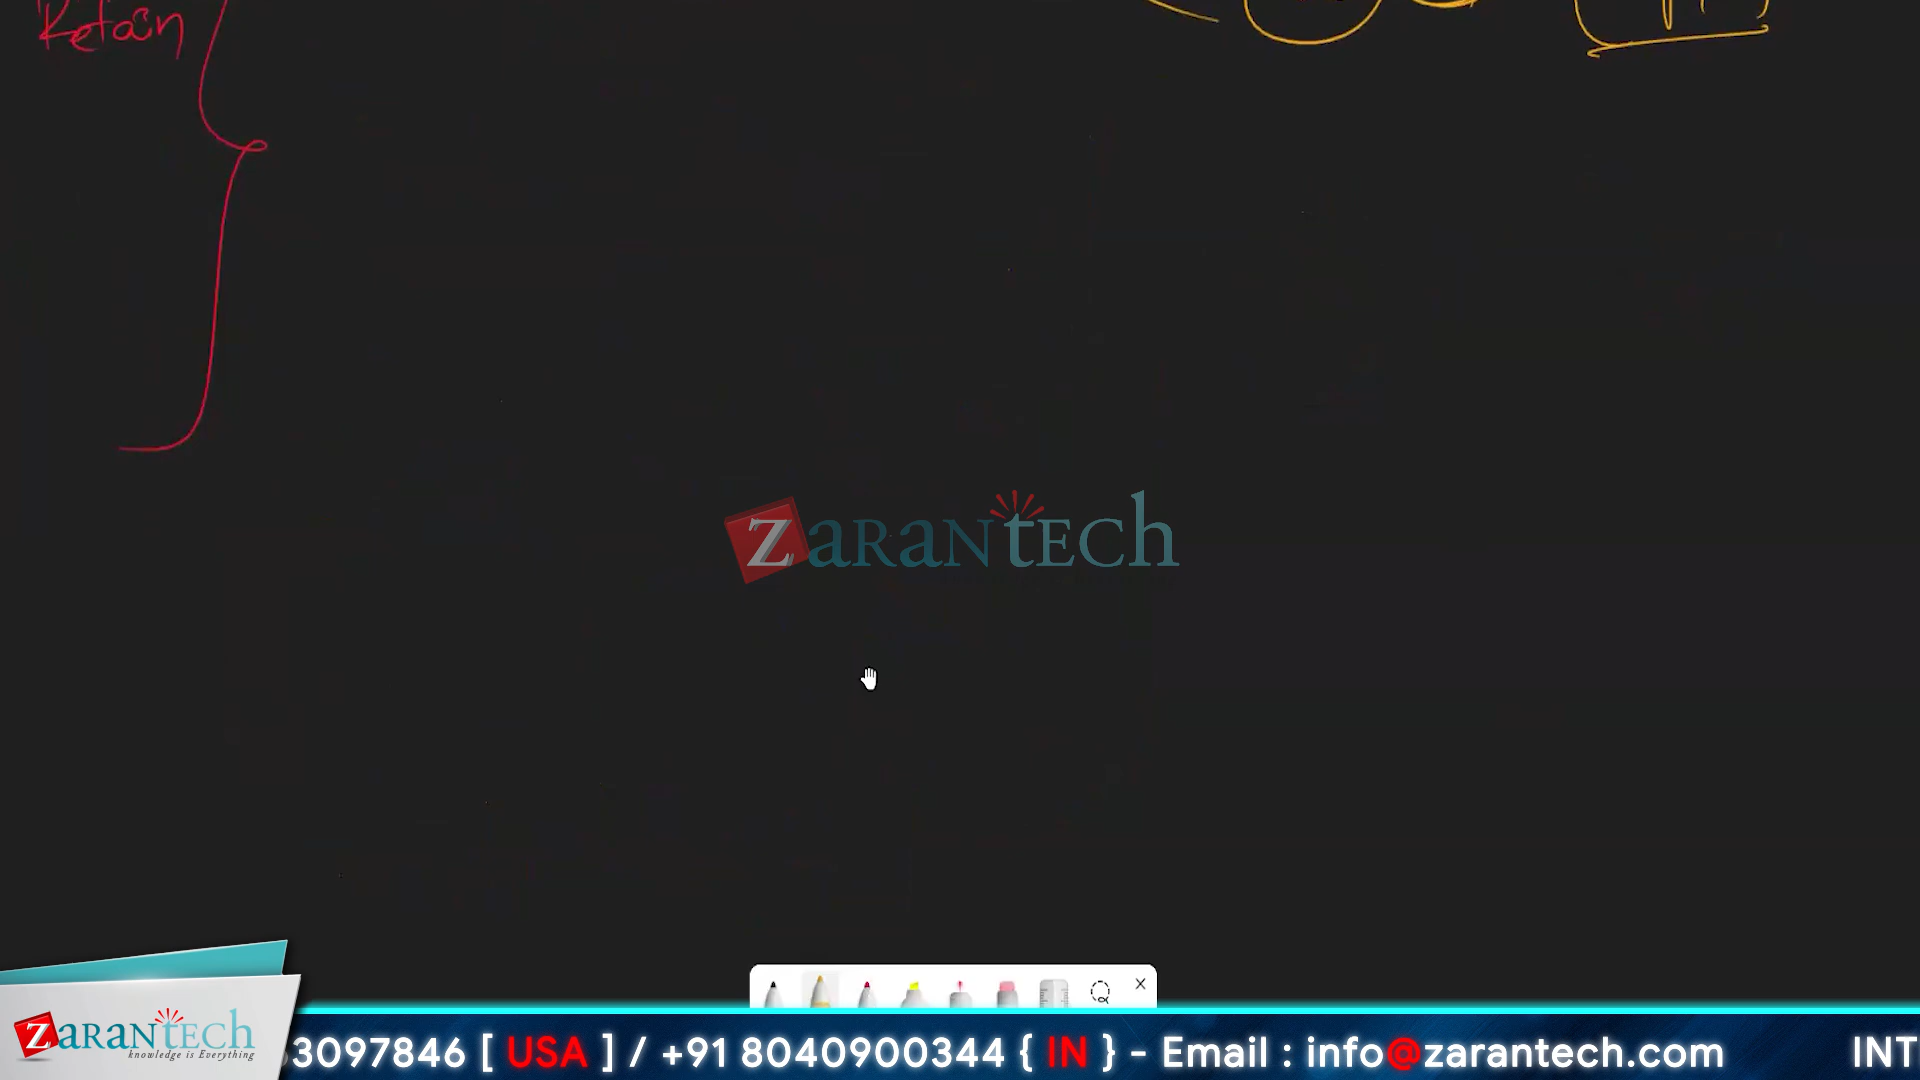 Retain
ZARANTECH
ZARANTECH
knowledge is Everything
3097846 [ USA ] / +91 8040900344 { IN } - Email : info@zarantech.com
INT